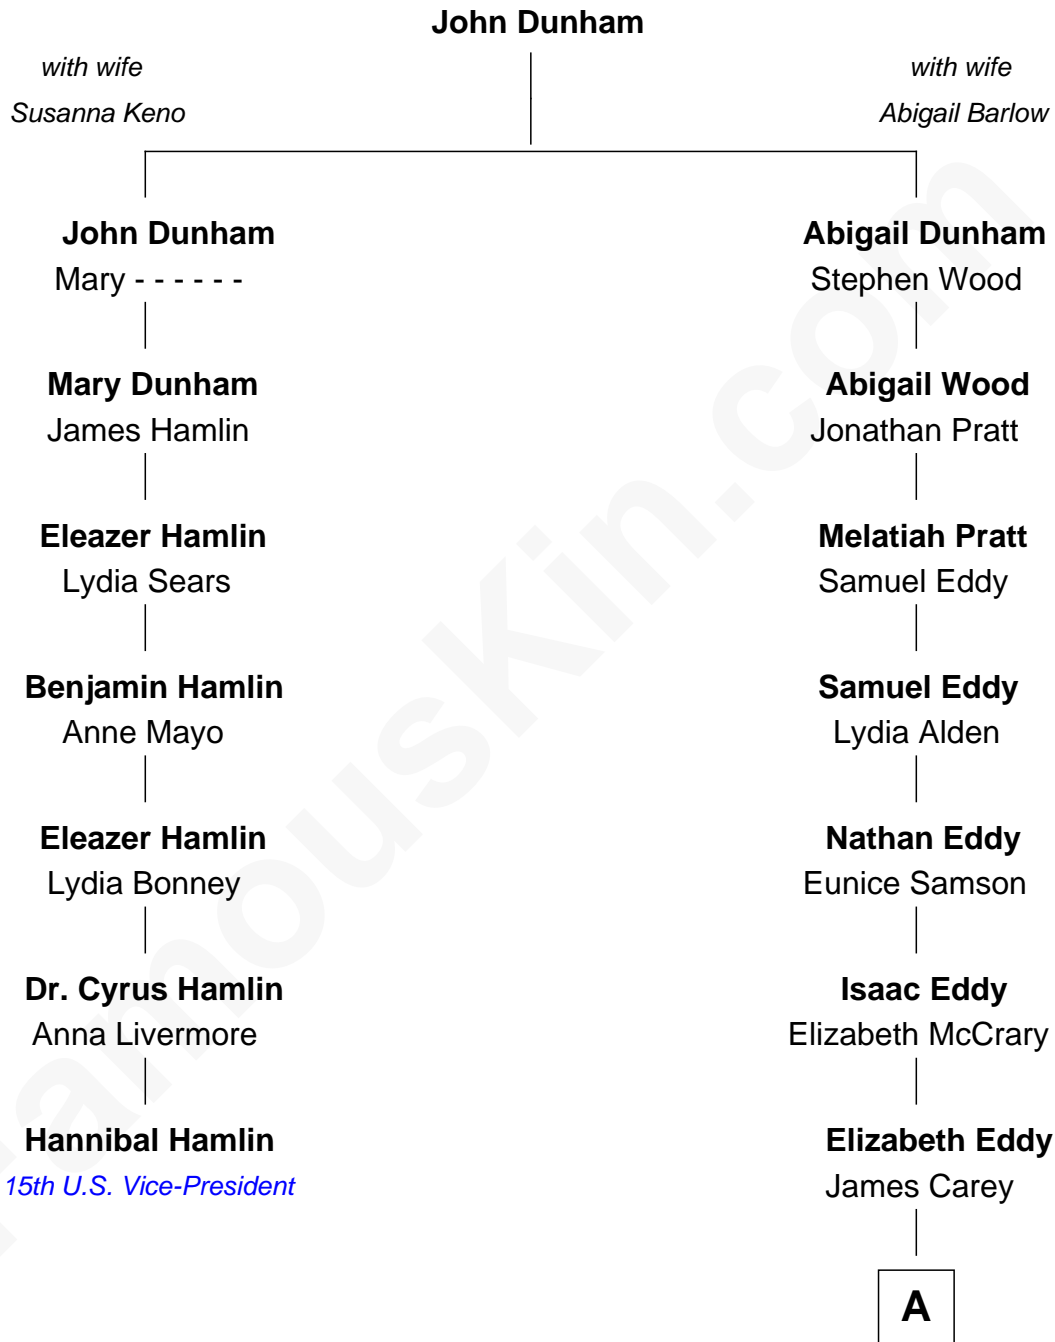 John Dunham
with wife
Susanna Keno
with wife
Abigail Barlow
John Dunham
Mary - - - - - -
Abigail Dunham
Stephen Wood
Mary Dunham
James Hamlin
Abigail Wood
Jonathan Pratt
Eleazer Hamlin
Lydia Sears
Melatiah Pratt
Samuel Eddy
Benjamin Hamlin
Anne Mayo
Samuel Eddy
Lydia Alden
Eleazer Hamlin
Lydia Bonney
Nathan Eddy
Eunice Samson
Dr. Cyrus Hamlin
Anna Livermore
Isaac Eddy
Elizabeth McCrary
Hannibal Hamlin
15th U.S. Vice-President
Elizabeth Eddy
James Carey
A
FamousKin.com